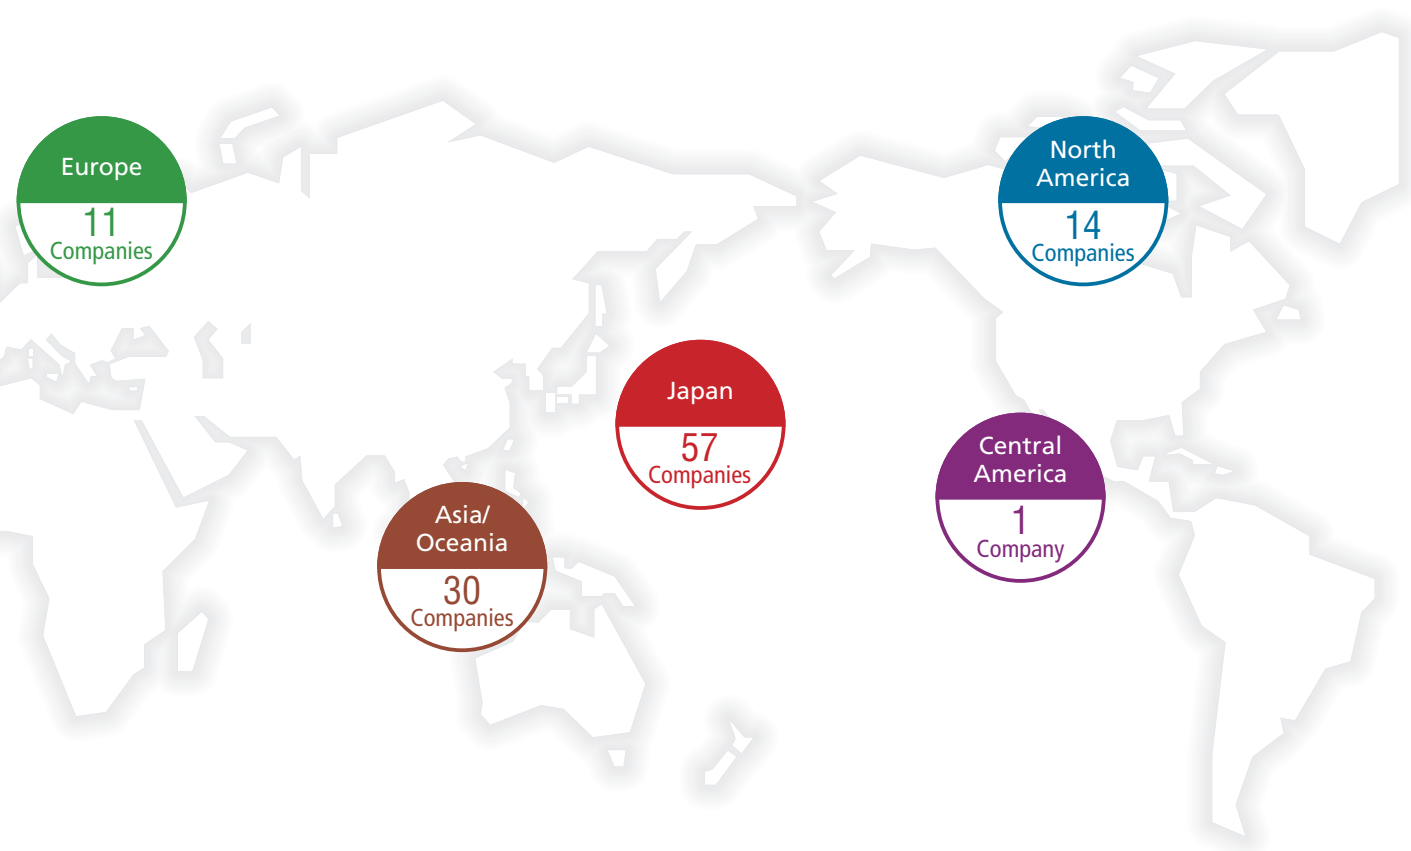 Europe
11
Companies
North
America
14
Companies
Japan
57
Companies
Central
America
1
Company
Asia/
Oceania
30
Companies